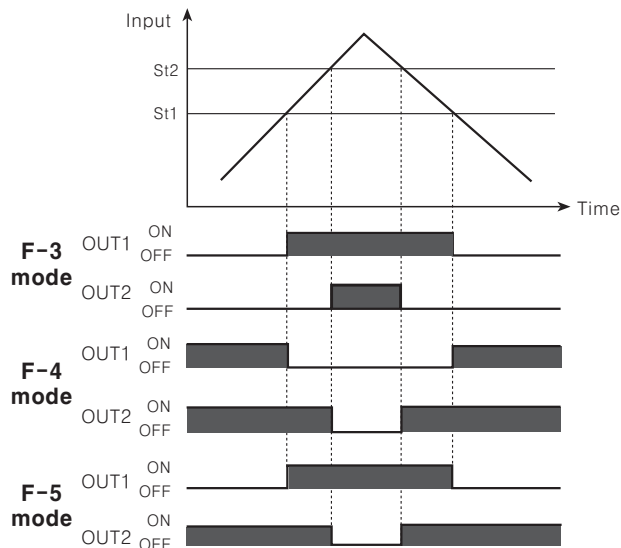 Input
St2
St1
Time
F-3 mode
OUT1 ON OFF
OUT2 ON OFF
F-4 mode
OUT1 ON OFF
OUT2 ON OFF
F-5 mode
OUT1 ON OFF
OUT2 ON OFF